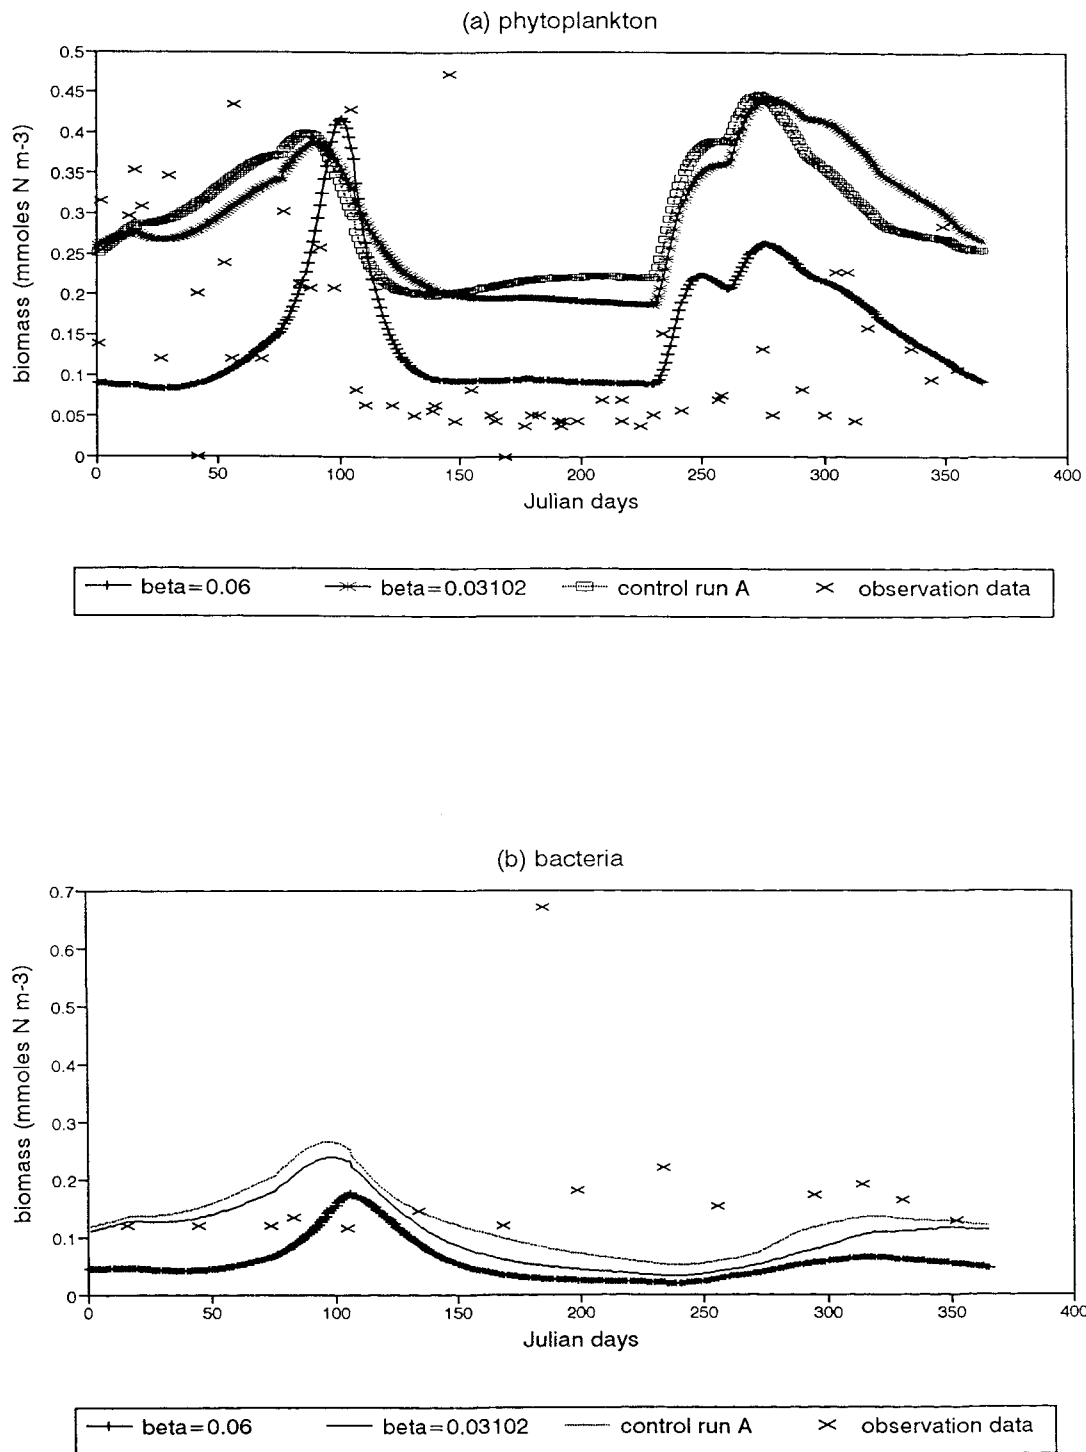 (a) phytoplankton
0.5
0.45
0.4
0.35
0.3
0.25
0.2
0.15
0.1
0.05
0
biomass (mmoles N m-3)
0 50 100 150 200 250 300 350 400
Julian days
beta=0.06 beta=0.03102 control run A observation data
(b) bacteria
0.7
0.6
0.5
0.4
0.3
0.2
0.1
0
biomass (mmoles N m-3)
0 50 100 150 200 250 300 350 400
Julian days
beta=0.06 beta=0.03102 control run A observation data